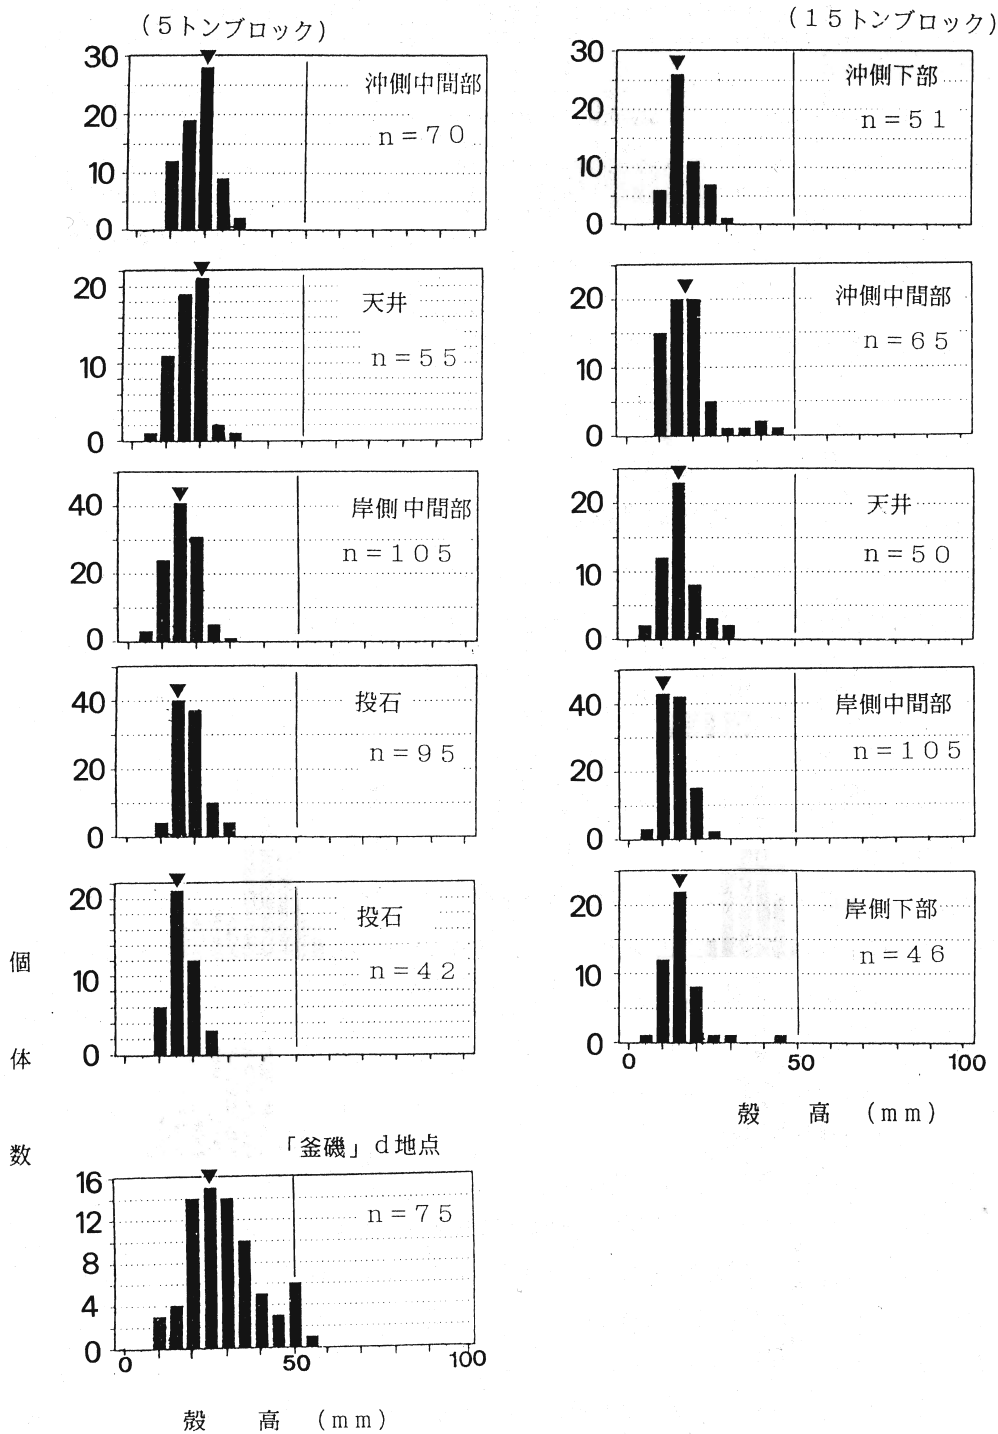 (５トンブロック)
30
20
10
0
沖側中間部
n=70
20
10
0
天井
n=55
40
20
0
岸側中間部
n=105
40
20
0
投石
n=95
20
10
0
投石
n=42
「釜磯」d地点
16
12
8
4
0
n=75
0 50 100
殻 高 (mm)
個体数
(１５トンブロック)
30
20
10
0
沖側下部
n=51
20
10
0
沖側中間部
n=65
20
10
0
天井
n=50
40
20
0
岸側中間部
n=105
20
10
0
岸側下部
n=46
0 50 100
殻 高 (mm)